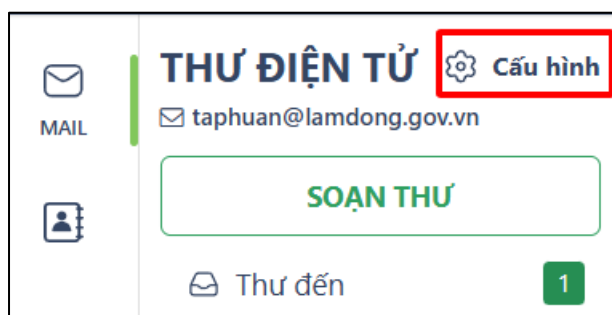 MAIL
THƯ ĐIỆN TỬ Cấu hình
taphuan@lamdong.gov.vn
SOẠN THƯ
Thư đến 1